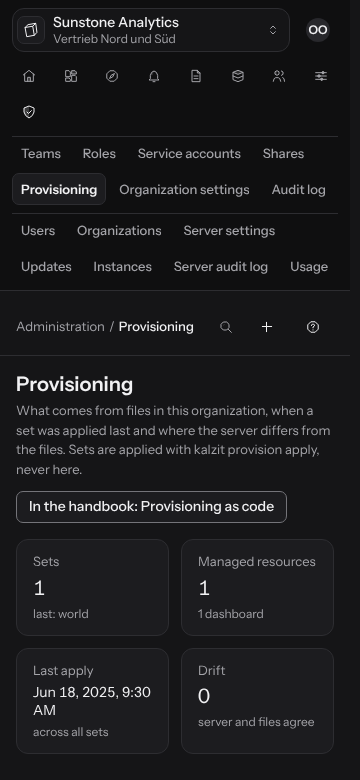 Sunstone Analytics
Vertrieb Nord und Süd
OO
Teams Roles Service accounts Shares
Provisioning Organization settings Audit log
Users Organizations Server settings
Updates Instances Server audit log Usage
Administration / Provisioning
Provisioning
What comes from files in this organization, when a
set was applied last and where the server differs from
the files. Sets are applied with kalzit provision apply,
never here.
In the handbook: Provisioning as code
Sets
1
last: world
Managed resources
1
1 dashboard
Last apply
Jun 18, 2025, 9:30
AM
across all sets
Drift
0
server and files agree